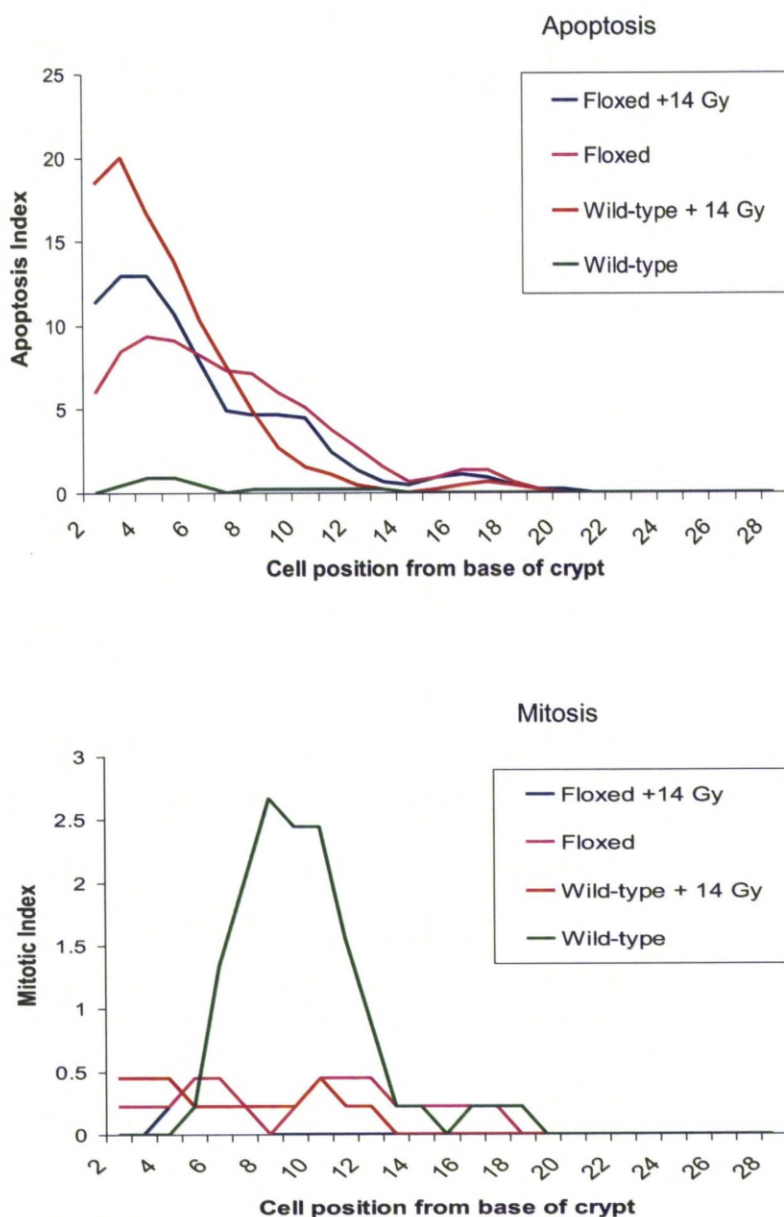 Apoptosis
25
20
15
10
5
0
Apoptosis Index
Floxed +14 Gy
Floxed
Wild-type + 14 Gy
Wild-type
2 4 6 8 10 12 14 16 18 20 22 24 26 28
Cell position from base of crypt
Mitosis
3
2.5
2
1.5
1
0.5
0
Mitotic Index
Floxed +14 Gy
Floxed
Wild-type + 14 Gy
Wild-type
2 4 6 8 10 12 14 16 18 20 22 24 26 28
Cell position from base of crypt